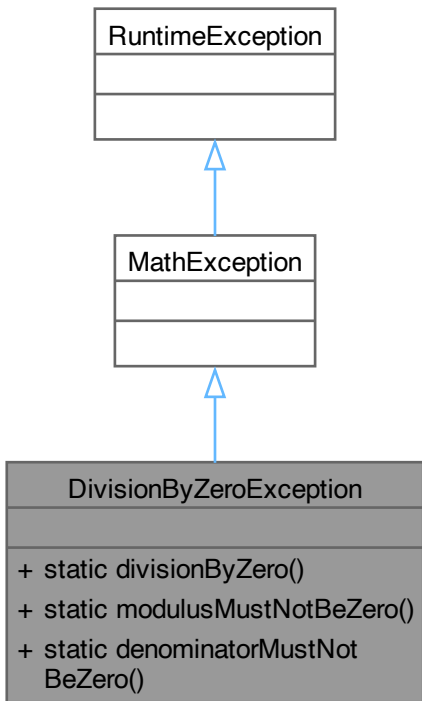 RuntimeException
MathException
DivisionByZeroException
+ static divisionByZero()
+ static modulusMustNotBeZero()
+ static denominatorMustNot
BeZero()